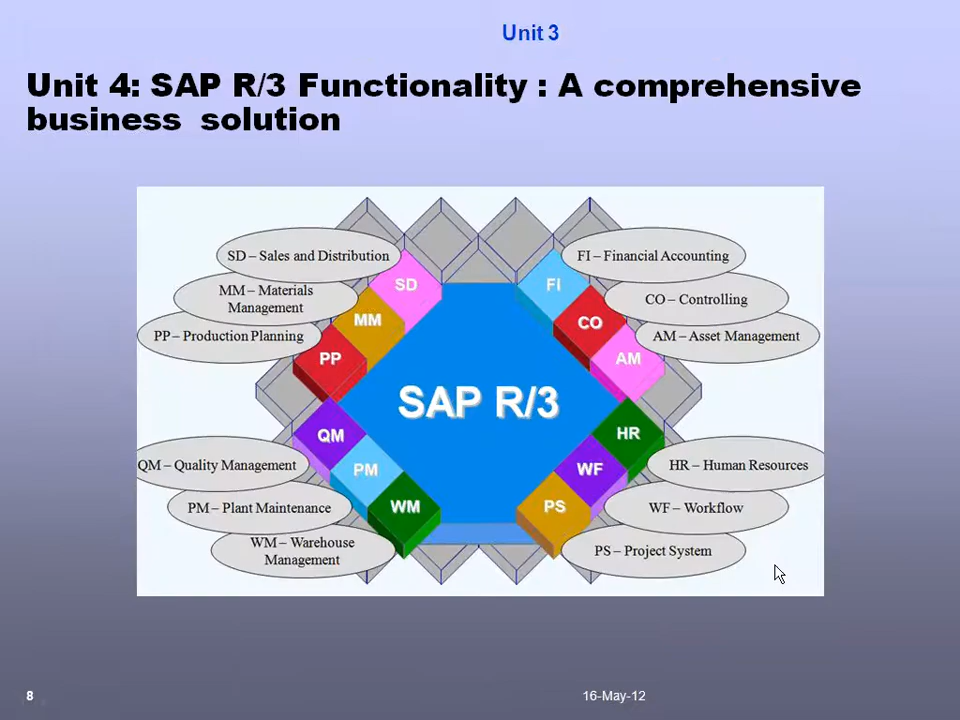 Unit 3
Unit 4: SAP R/3 Functionality : A comprehensive
business solution
SD – Sales and Distribution
MM – Materials
Management
PP – Production Planning
SD
MM
PP
FI – Financial Accounting
CO – Controlling
AM – Asset Management
FI
CO
AM
SAP R/3
QM
PM
WM
QM – Quality Management
PM – Plant Maintenance
WM – Warehouse
Management
HR
WF
PS
HR – Human Resources
WF – Workflow
PS – Project System
8
16-May-12